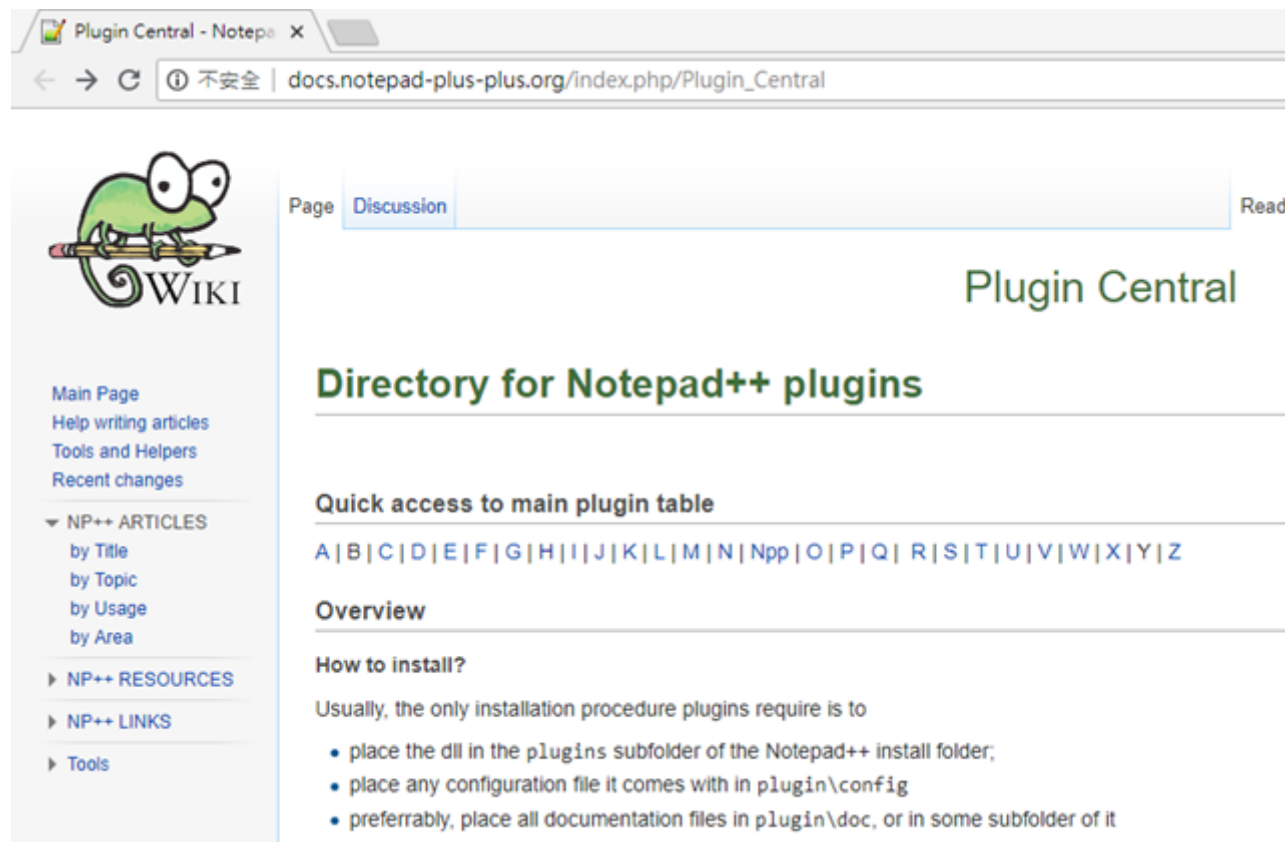 Plugin Central - Notepa
不安全 | docs.notepad-plus-plus.org/index.php/Plugin_Central
WIKI
Page Discussion Read
Plugin Central
Main Page
Help writing articles
Tools and Helpers
Recent changes
NP++ ARTICLES
by Title
by Topic
by Usage
by Area
NP++ RESOURCES
NP++ LINKS
Tools
Directory for Notepad++ plugins
Quick access to main plugin table
A | B | C | D | E | F | G | H | I | J | K | L | M | N | Npp | O | P | Q | R | S | T | U | V | W | X | Y | Z
Overview
How to install?
Usually, the only installation procedure plugins require is to
• place the dll in the plugins subfolder of the Notepad++ install folder;
• place any configuration file it comes with in plugin\config
• preferrably, place all documentation files in plugin\doc, or in some subfolder of it